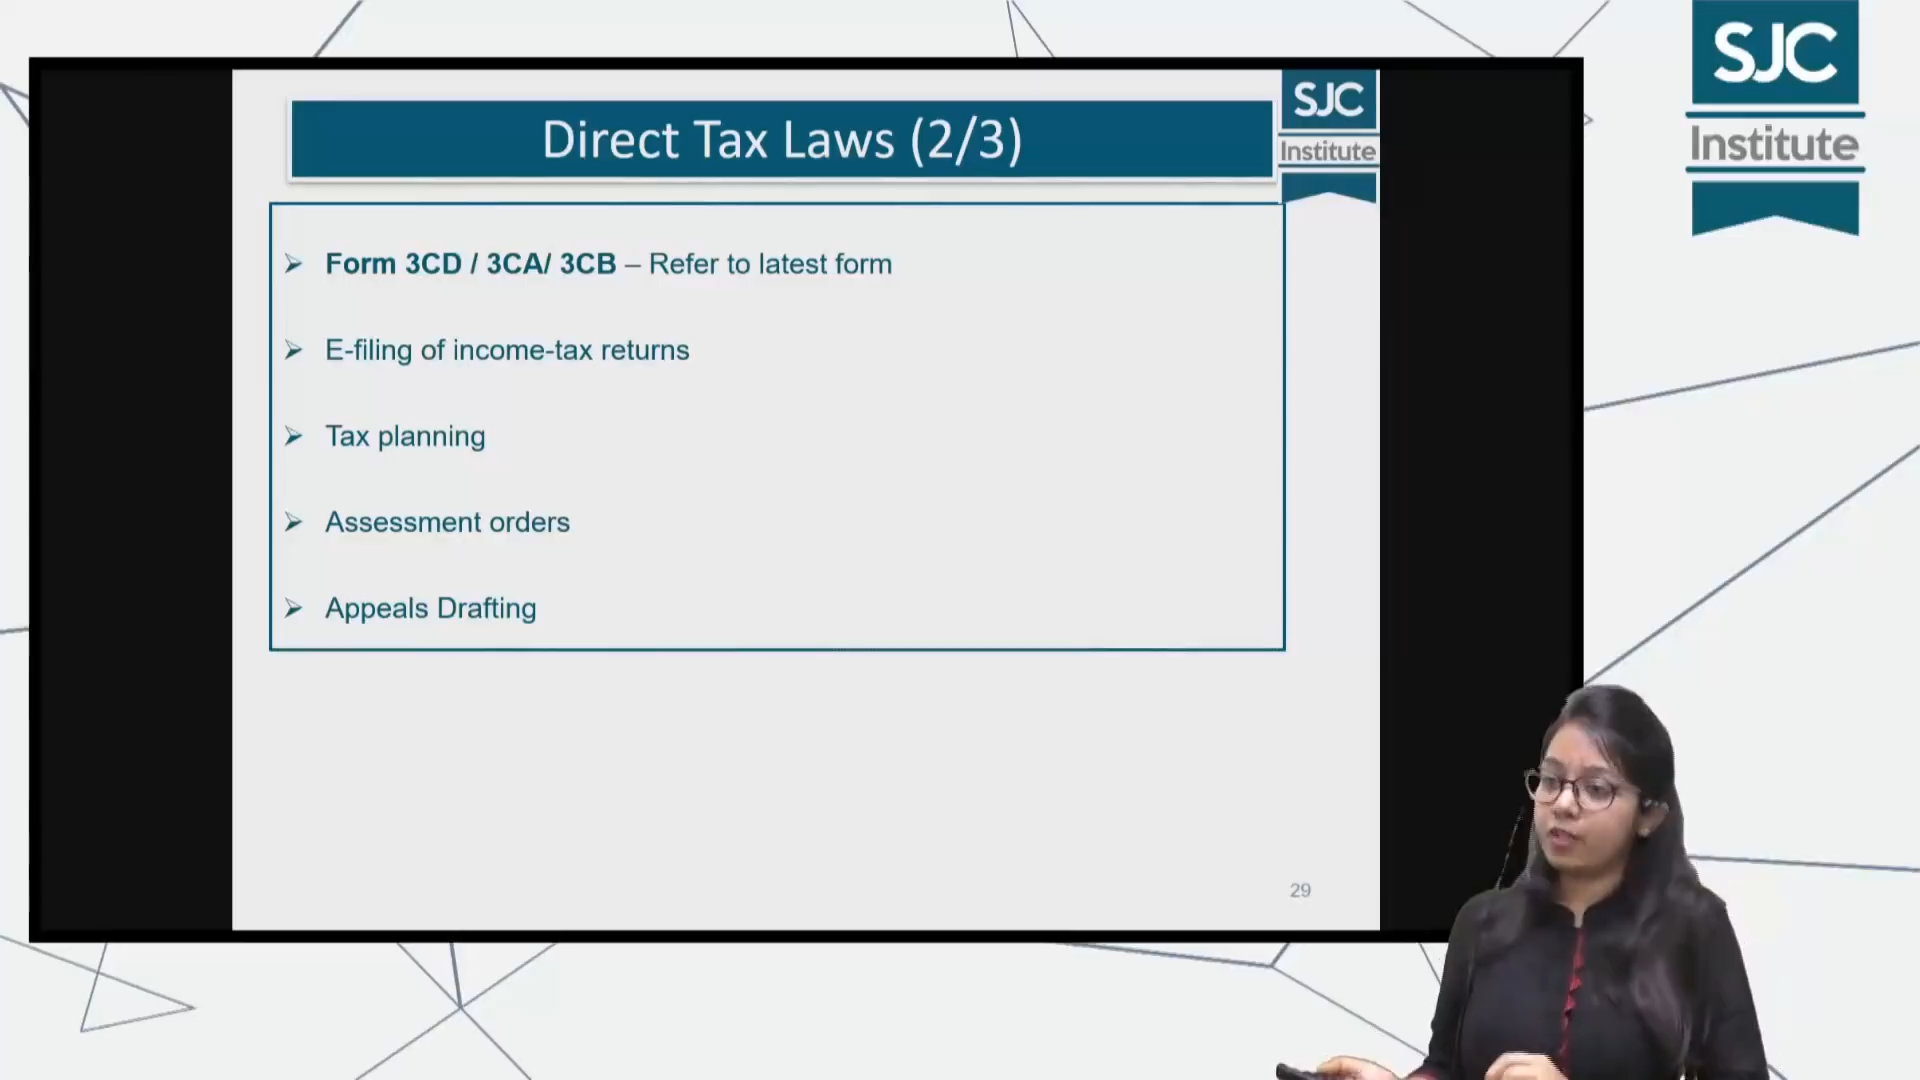 SJC
Institute
Direct Tax Laws (2/3)
SJC
Institute
➢ Form 3CD / 3CA/ 3CB – Refer to latest form
➢ E-filing of income-tax returns
➢ Tax planning
➢ Assessment orders
➢ Appeals Drafting
29